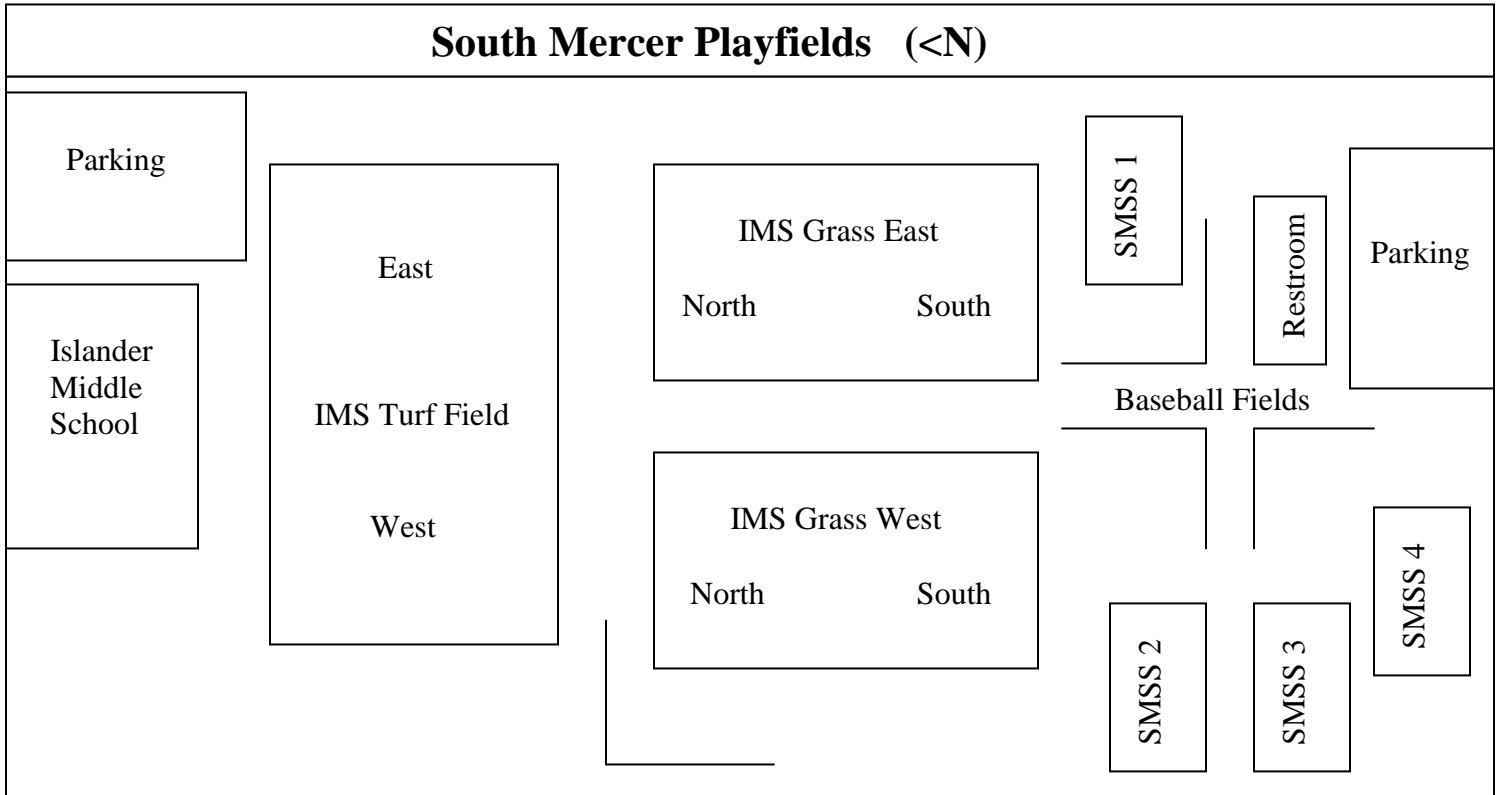 South Mercer Playfields (<N)
Parking
East
IMS Turf Field
West
Islander
Middle
School
IMS Grass East
North South
IMS Grass West
North South
SMSS 1
Restroom
Parking
Baseball Fields
SMSS 2
SMSS 3
SMSS 4